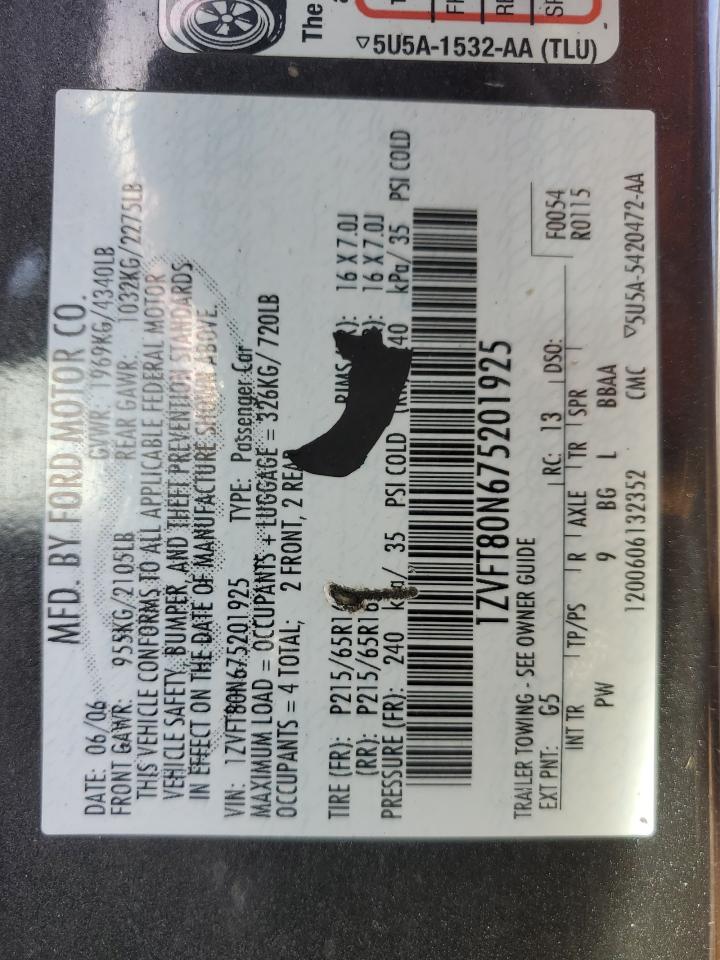 The
5U5A-1532-AA (TLU)
MFD. BY FORD MOTOR CO.
DATE: 06/06 GVWR: 1969KG/4340LB
FRONT GAWR: 955KG/2105LB REAR GAWR: 1032KG/2275LB
THIS VEHICLE CONFORMS TO ALL APPLICABLE FEDERAL MOTOR
VEHICLE SAFETY, BUMPER, AND THEFT PREVENTION STANDARDS
IN EFFECT ON THE DATE OF MANUFACTURE SHOWN ABOVE.
VIN: 1ZVFT80N675201925 TYPE: Passenger Car
MAXIMUM LOAD = OCCUPANTS + LUGGAGE = 326KG/720LB
OCCUPANTS = 4 TOTAL; 2 FRONT, 2 REAR
TIRE (FR): P215/65R1 RIMS 16 X 7.0J
(RR): P215/65R16 16 X 7.0J
PRESSURE (FR): 240 kPa/ 35 PSI COLD 40 kPa/ 35 PSI COLD
1ZVFT80N675201925
TRAILER TOWING - SEE OWNER GUIDE
EXT PNT: G5 RC: 13 DSO: F0054
R0115
INT TR TP/PS R AXLE TR SPR
PW 9 BG L BBAA
1200606132352 CMC ▽5U5A-5420472-AA